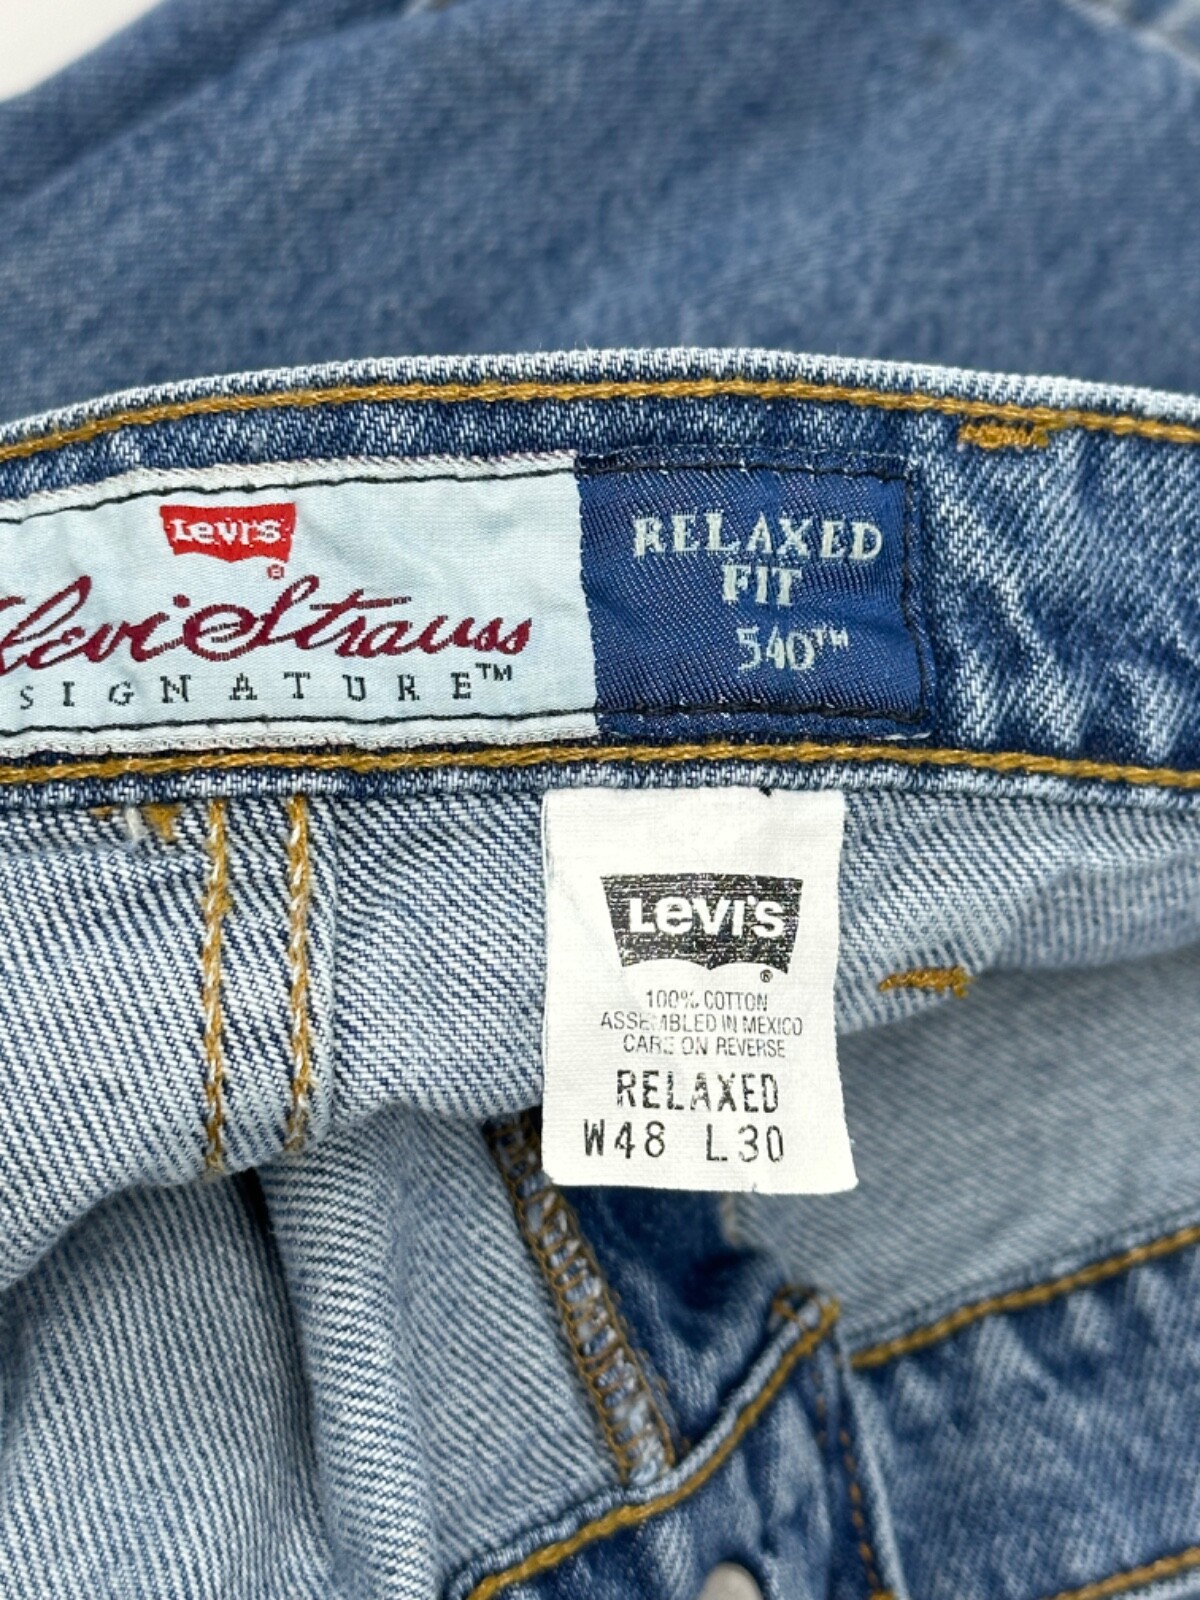 Levi's
®
Levi Strauss
SIGNATURE™
RELAXED
FIT
540™
Levi's
®
100% COTTON
ASSEMBLED IN MEXICO
CARE ON REVERSE
RELAXED
W48 L30